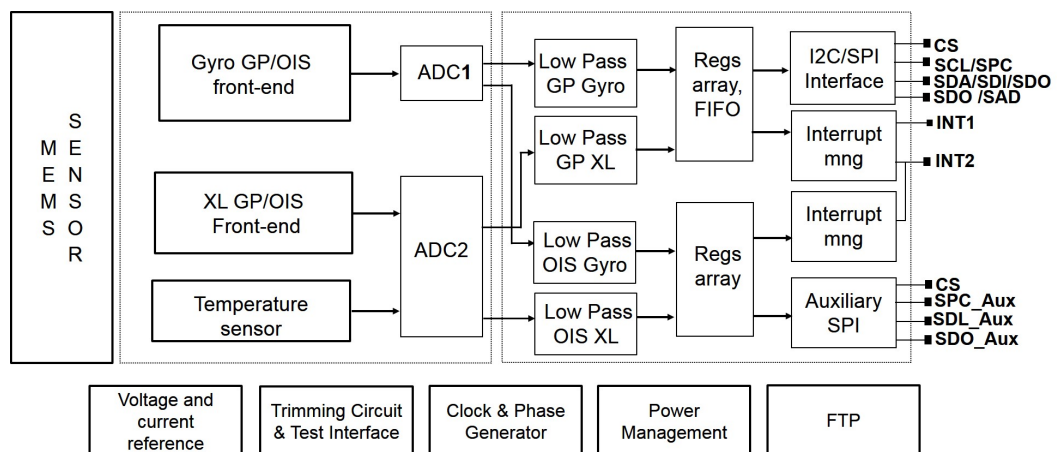 MEMS
SENSOR
Gyro GP/OIS
front-end
XL GP/OIS
Front-end
Temperature
sensor
ADC1
ADC2
Low Pass
GP Gyro
Low Pass
GP XL
Low Pass
OIS Gyro
Low Pass
OIS XL
Regs
array,
FIFO
Regs
array
I2C/SPI
Interface
Interrupt
mng
Interrupt
mng
Auxiliary
SPI
CS
SCL/SPC
SDA/SDI/SDO
SDO /SAD
INT1
INT2
CS
SPC_Aux
SDL_Aux
SDO_Aux
Voltage and
current
reference
Trimming Circuit
& Test Interface
Clock & Phase
Generator
Power
Management
FTP